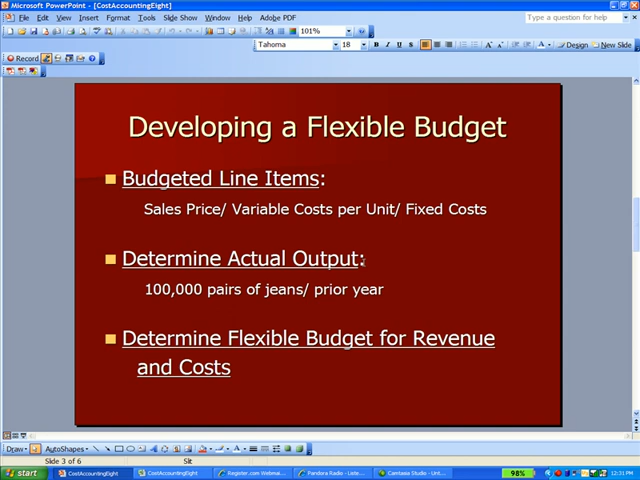 Microsoft PowerPoint - [CostAccountingEight]
File Edit View Insert Format Tools Slide Show Window Help Adobe PDF
Type a question for help
101%
Tahoma 18 B I U S Design New Slide
Record
Developing a Flexible Budget
Budgeted Line Items:
Sales Price/ Variable Costs per Unit/ Fixed Costs
Determine Actual Output:
100,000 pairs of jeans/ prior year
Determine Flexible Budget for Revenue
and Costs
Draw AutoShapes
Slide 3 of 6 Slit
start CostAccountingEight CostAccountingEight Register.com Webmai... Pandora Radio - Liste... Camtasia Studio - Unt... 98% 12:31 PM